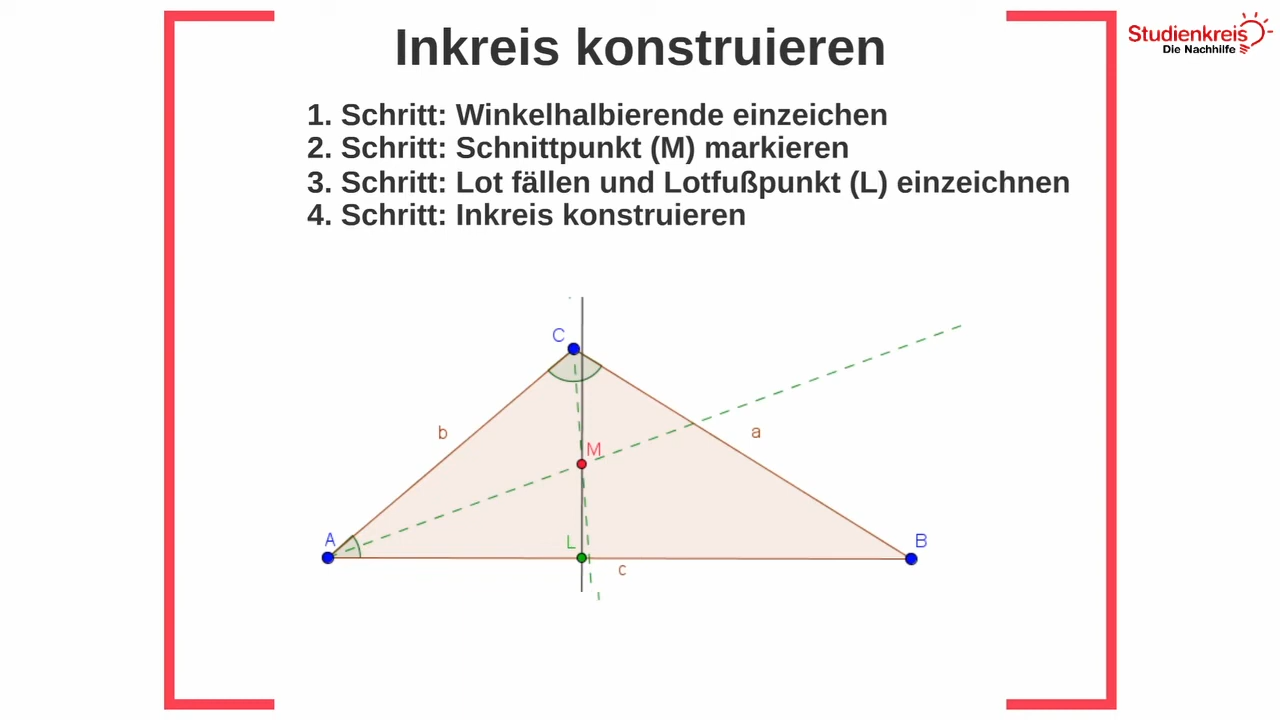 Inkreis konstruieren
Studienkreis
Die Nachhilfe
1. Schritt: Winkelhalbierende einzeichen
2. Schritt: Schnittpunkt (M) markieren
3. Schritt: Lot fällen und Lotfußpunkt (L) einzeichnen
4. Schritt: Inkreis konstruieren
C
b
a
M
A
L
B
c